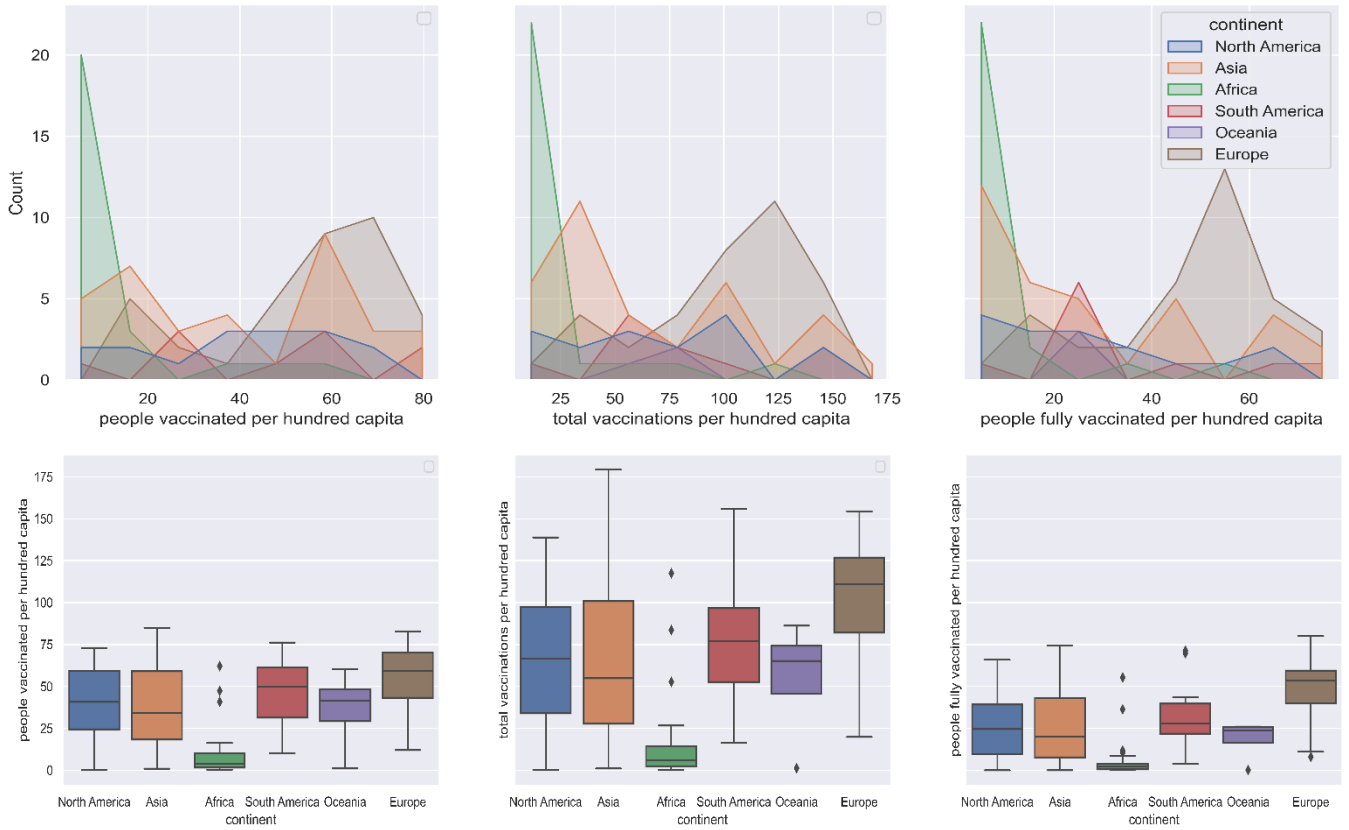 Count
20
15
10
5
0
20
40
60
80
people vaccinated per hundred capita
25
50
75
100
125
150
175
total vaccinations per hundred capita
continent
North America
Asia
Africa
South America
Oceania
Europe
20
40
60
people fully vaccinated per hundred capita
people vaccinated per hundred capita
175
150
125
100
75
50
25
0
North America Asia Africa South America Oceania Europe
continent
total vaccinations per hundred capita
North America Asia Africa South America Oceania Europe
continent
people fully vaccinated per hundred capita
North America Asia Africa South America Oceania Europe
continent